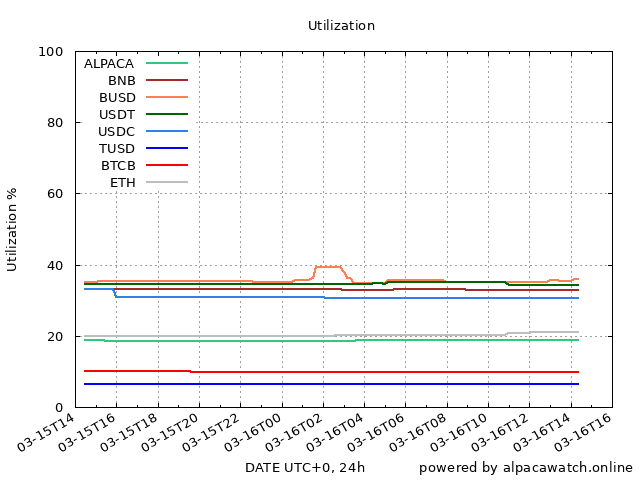 Utilization
100
80
60
40
20
0
Utilization %
ALPACA
BNB
BUSD
USDT
USDC
TUSD
BTCB
ETH
03-15T14
03-15T16
03-15T18
03-15T20
03-15T22
03-16T00
03-16T02
03-16T04
03-16T06
03-16T08
03-16T10
03-16T12
03-16T14
03-16T16
DATE UTC+0, 24h
powered by alpacawatch.online